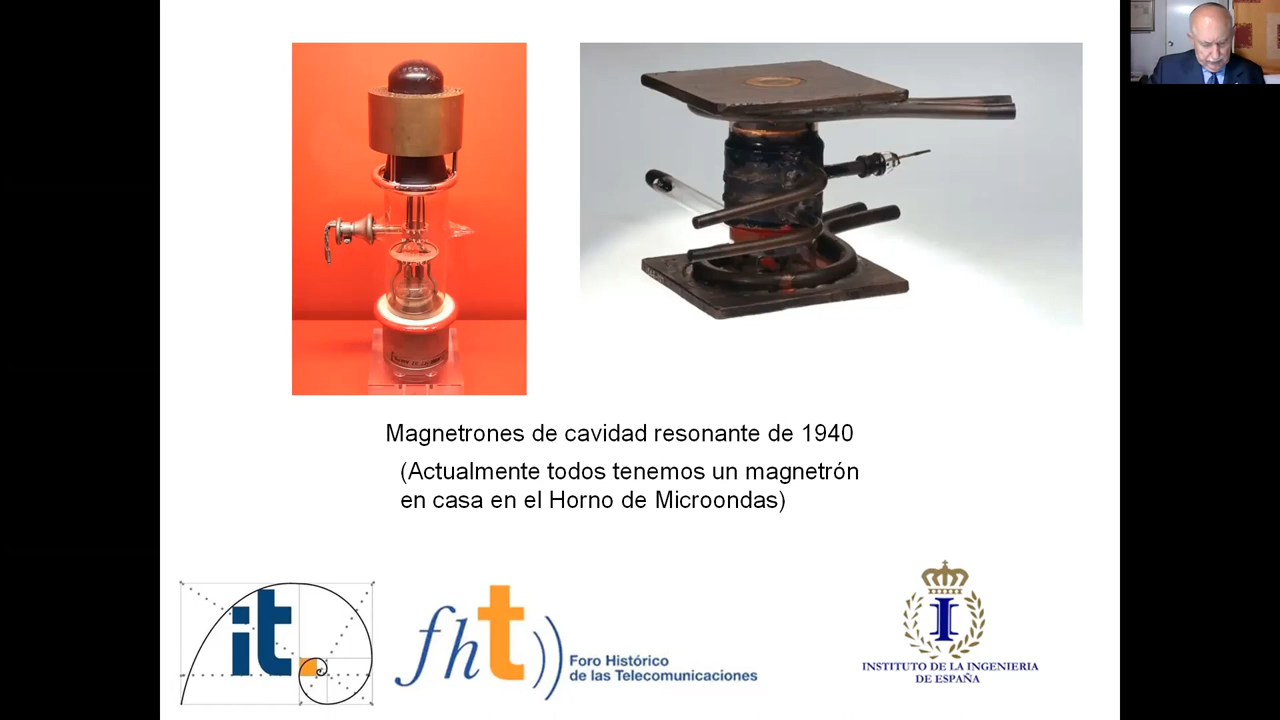 Magnetrones de cavidad resonante de 1940
(Actualmente todos tenemos un magnetrón
en casa en el Horno de Microondas)
it
fht
Foro Histórico
de las Telecomunicaciones
I
INSTITUTO DE LA INGENIERIA
DE ESPAÑA